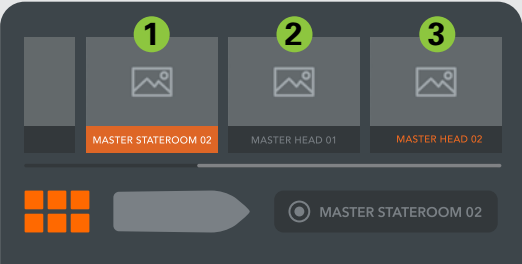 1
2
3
MASTER STATEROOM 02
MASTER HEAD 01
MASTER HEAD 02
MASTER STATEROOM 02